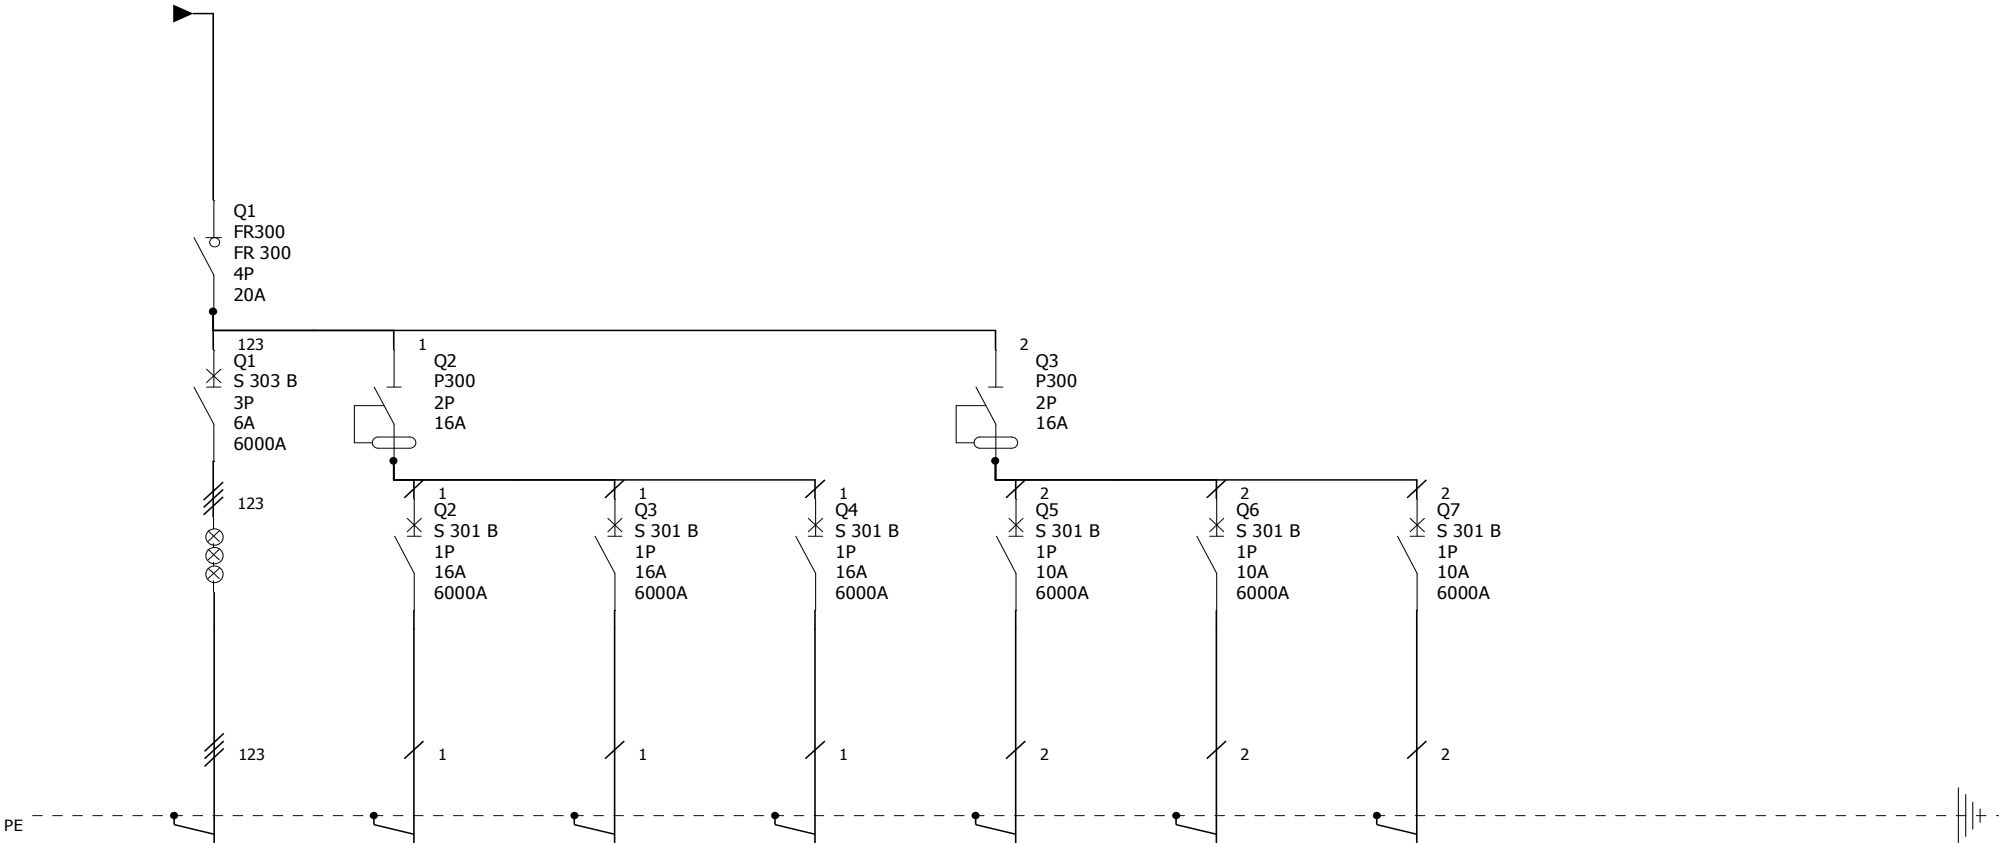 Q1
FR300
FR 300
4P
20A
123
Q1
S 303 B
3P
6A
6000A
1
Q2
P300
2P
16A
2
Q3
P300
2P
16A
123
1
Q2
S 301 B
1P
16A
6000A
1
Q3
S 301 B
1P
16A
6000A
1
Q4
S 301 B
1P
16A
6000A
2
Q5
S 301 B
1P
10A
6000A
2
Q6
S 301 B
1P
10A
6000A
2
Q7
S 301 B
1P
10A
6000A
123
1
1
1
2
2
2
PE